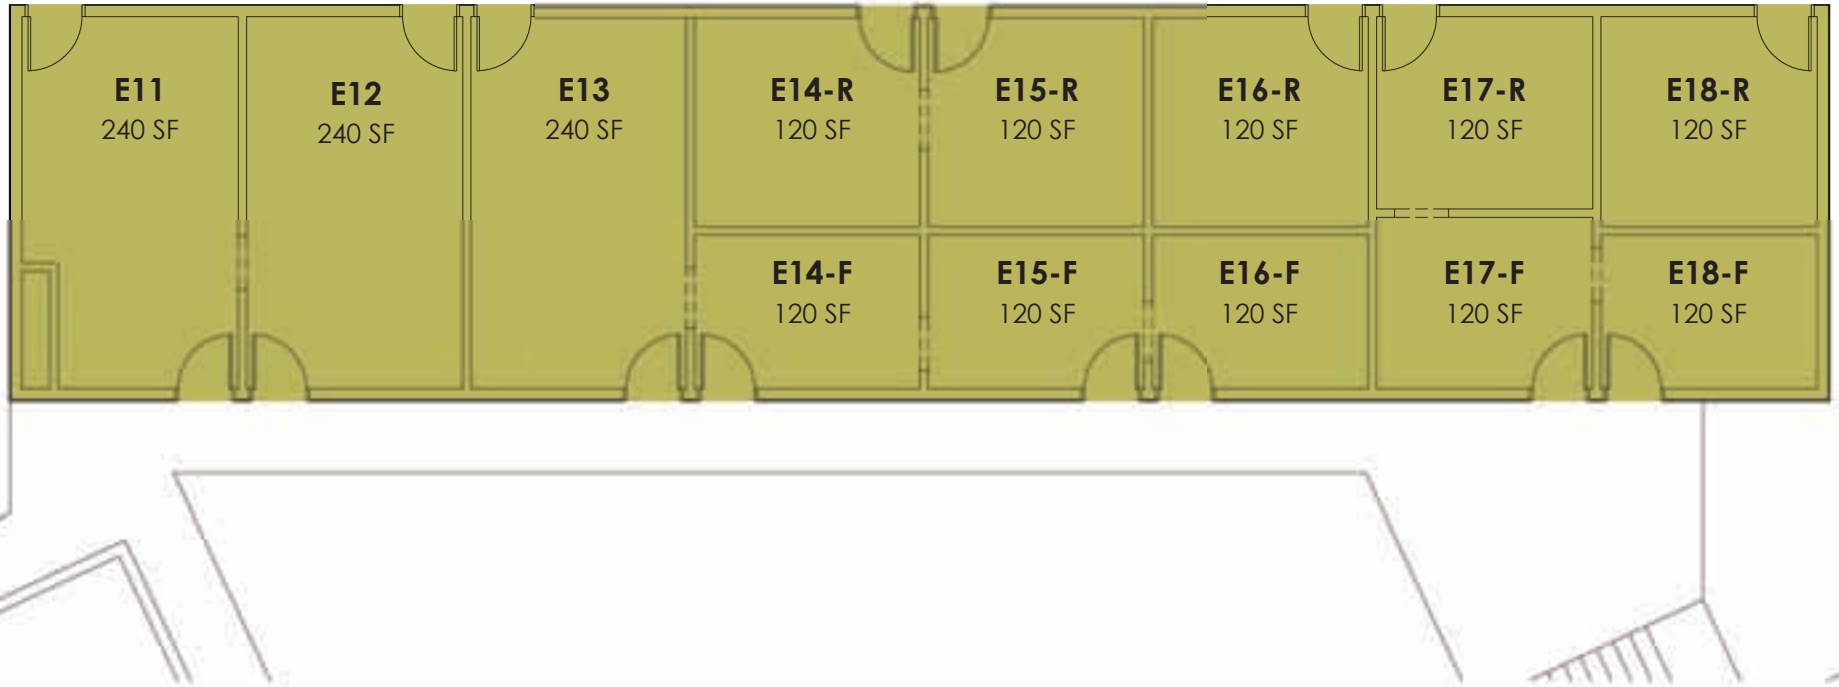 E11
240 SF
E12
240 SF
E13
240 SF
E14-R
120 SF
E15-R
120 SF
E16-R
120 SF
E17-R
120 SF
E18-R
120 SF
E14-F
120 SF
E15-F
120 SF
E16-F
120 SF
E17-F
120 SF
E18-F
120 SF